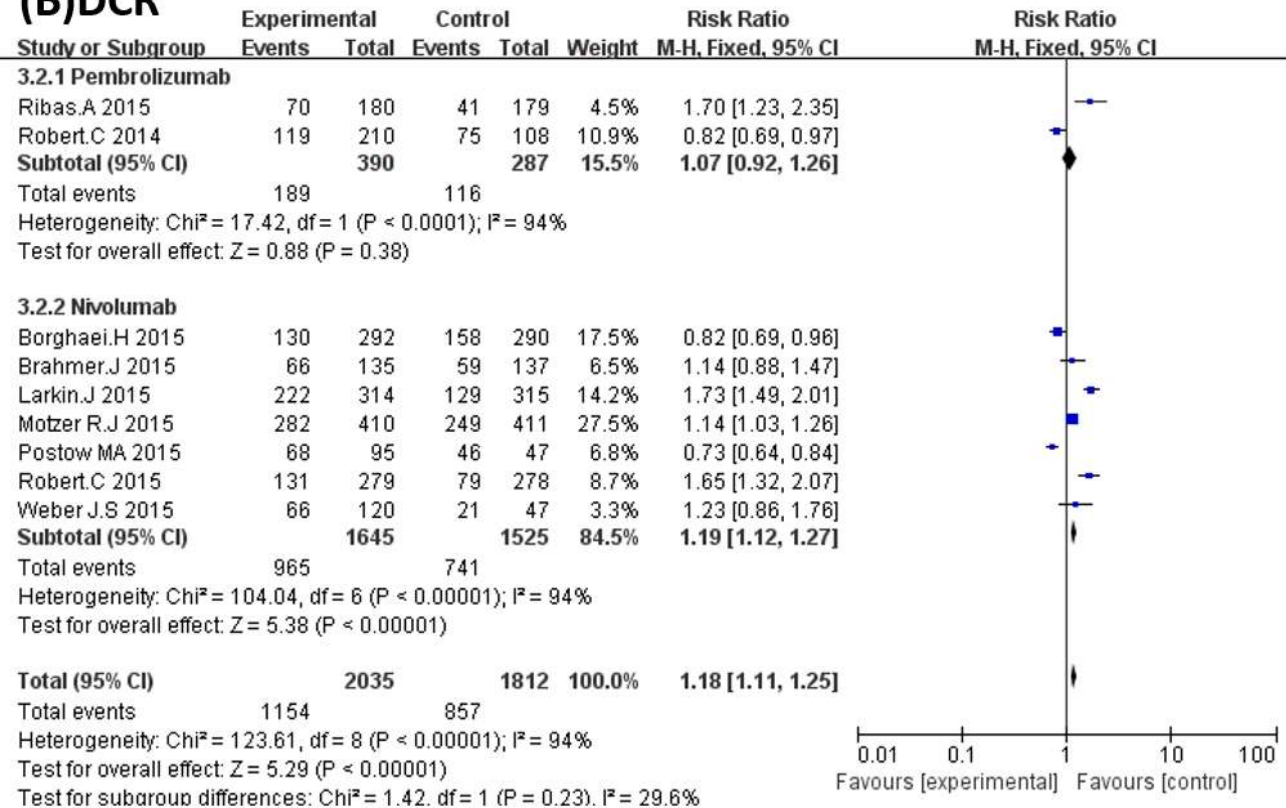 (B)DCR
Experimental Control Risk Ratio Risk Ratio
Study or Subgroup Events Total Events Total Weight M-H, Fixed, 95% CI M-H, Fixed, 95% CI
3.2.1 Pembrolizumab
Ribas.A 2015 70 180 41 179 4.5% 1.70 [1.23, 2.35]
Robert.C 2014 119 210 75 108 10.9% 0.82 [0.69, 0.97]
Subtotal (95% CI) 390 287 15.5% 1.07 [0.92, 1.26]
Total events 189 116
Heterogeneity: Chi² = 17.42, df = 1 (P < 0.0001); I² = 94%
Test for overall effect: Z = 0.88 (P = 0.38)
3.2.2 Nivolumab
Borghaei.H 2015 130 292 158 290 17.5% 0.82 [0.69, 0.96]
Brahmer.J 2015 66 135 59 137 6.5% 1.14 [0.88, 1.47]
Larkin.J 2015 222 314 129 315 14.2% 1.73 [1.49, 2.01]
Motzer R.J 2015 282 410 249 411 27.5% 1.14 [1.03, 1.26]
Postow MA 2015 68 95 46 47 6.8% 0.73 [0.64, 0.84]
Robert.C 2015 131 279 79 278 8.7% 1.65 [1.32, 2.07]
Weber J.S 2015 66 120 21 47 3.3% 1.23 [0.86, 1.76]
Subtotal (95% CI) 1645 1525 84.5% 1.19 [1.12, 1.27]
Total events 965 741
Heterogeneity: Chi² = 104.04, df = 6 (P < 0.00001); I² = 94%
Test for overall effect: Z = 5.38 (P < 0.00001)
Total (95% CI) 2035 1812 100.0% 1.18 [1.11, 1.25]
Total events 1154 857
Heterogeneity: Chi² = 123.61, df = 8 (P < 0.00001); I² = 94%
Test for overall effect: Z = 5.29 (P < 0.00001)
Test for subgroup differences: Chi² = 1.42, df = 1 (P = 0.23), I² = 29.6%
0.01 0.1 1 10 100
Favours [experimental] Favours [control]